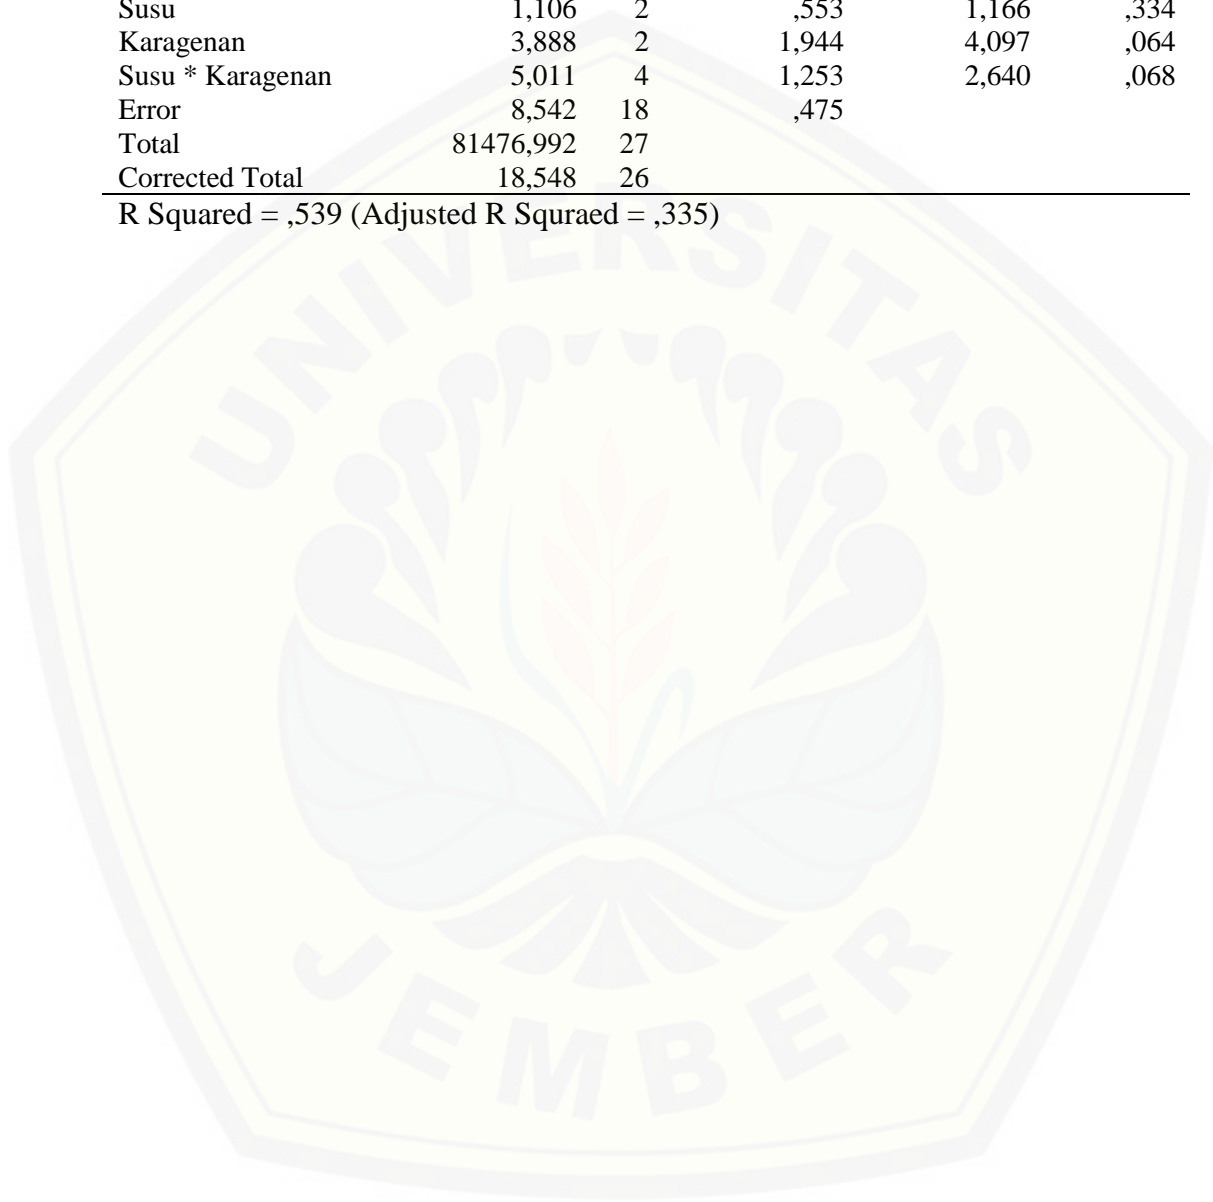 Susu 1,106 2 ,553 1,166 ,334
Karagenan 3,888 2 1,944 4,097 ,064
Susu * Karagenan 5,011 4 1,253 2,640 ,068
Error 8,542 18 ,475
Total 81476,992 27
Corrected Total 18,548 26
R Squared = ,539 (Adjusted R Squraed = ,335)
UNIVERSITAS
JEMBER